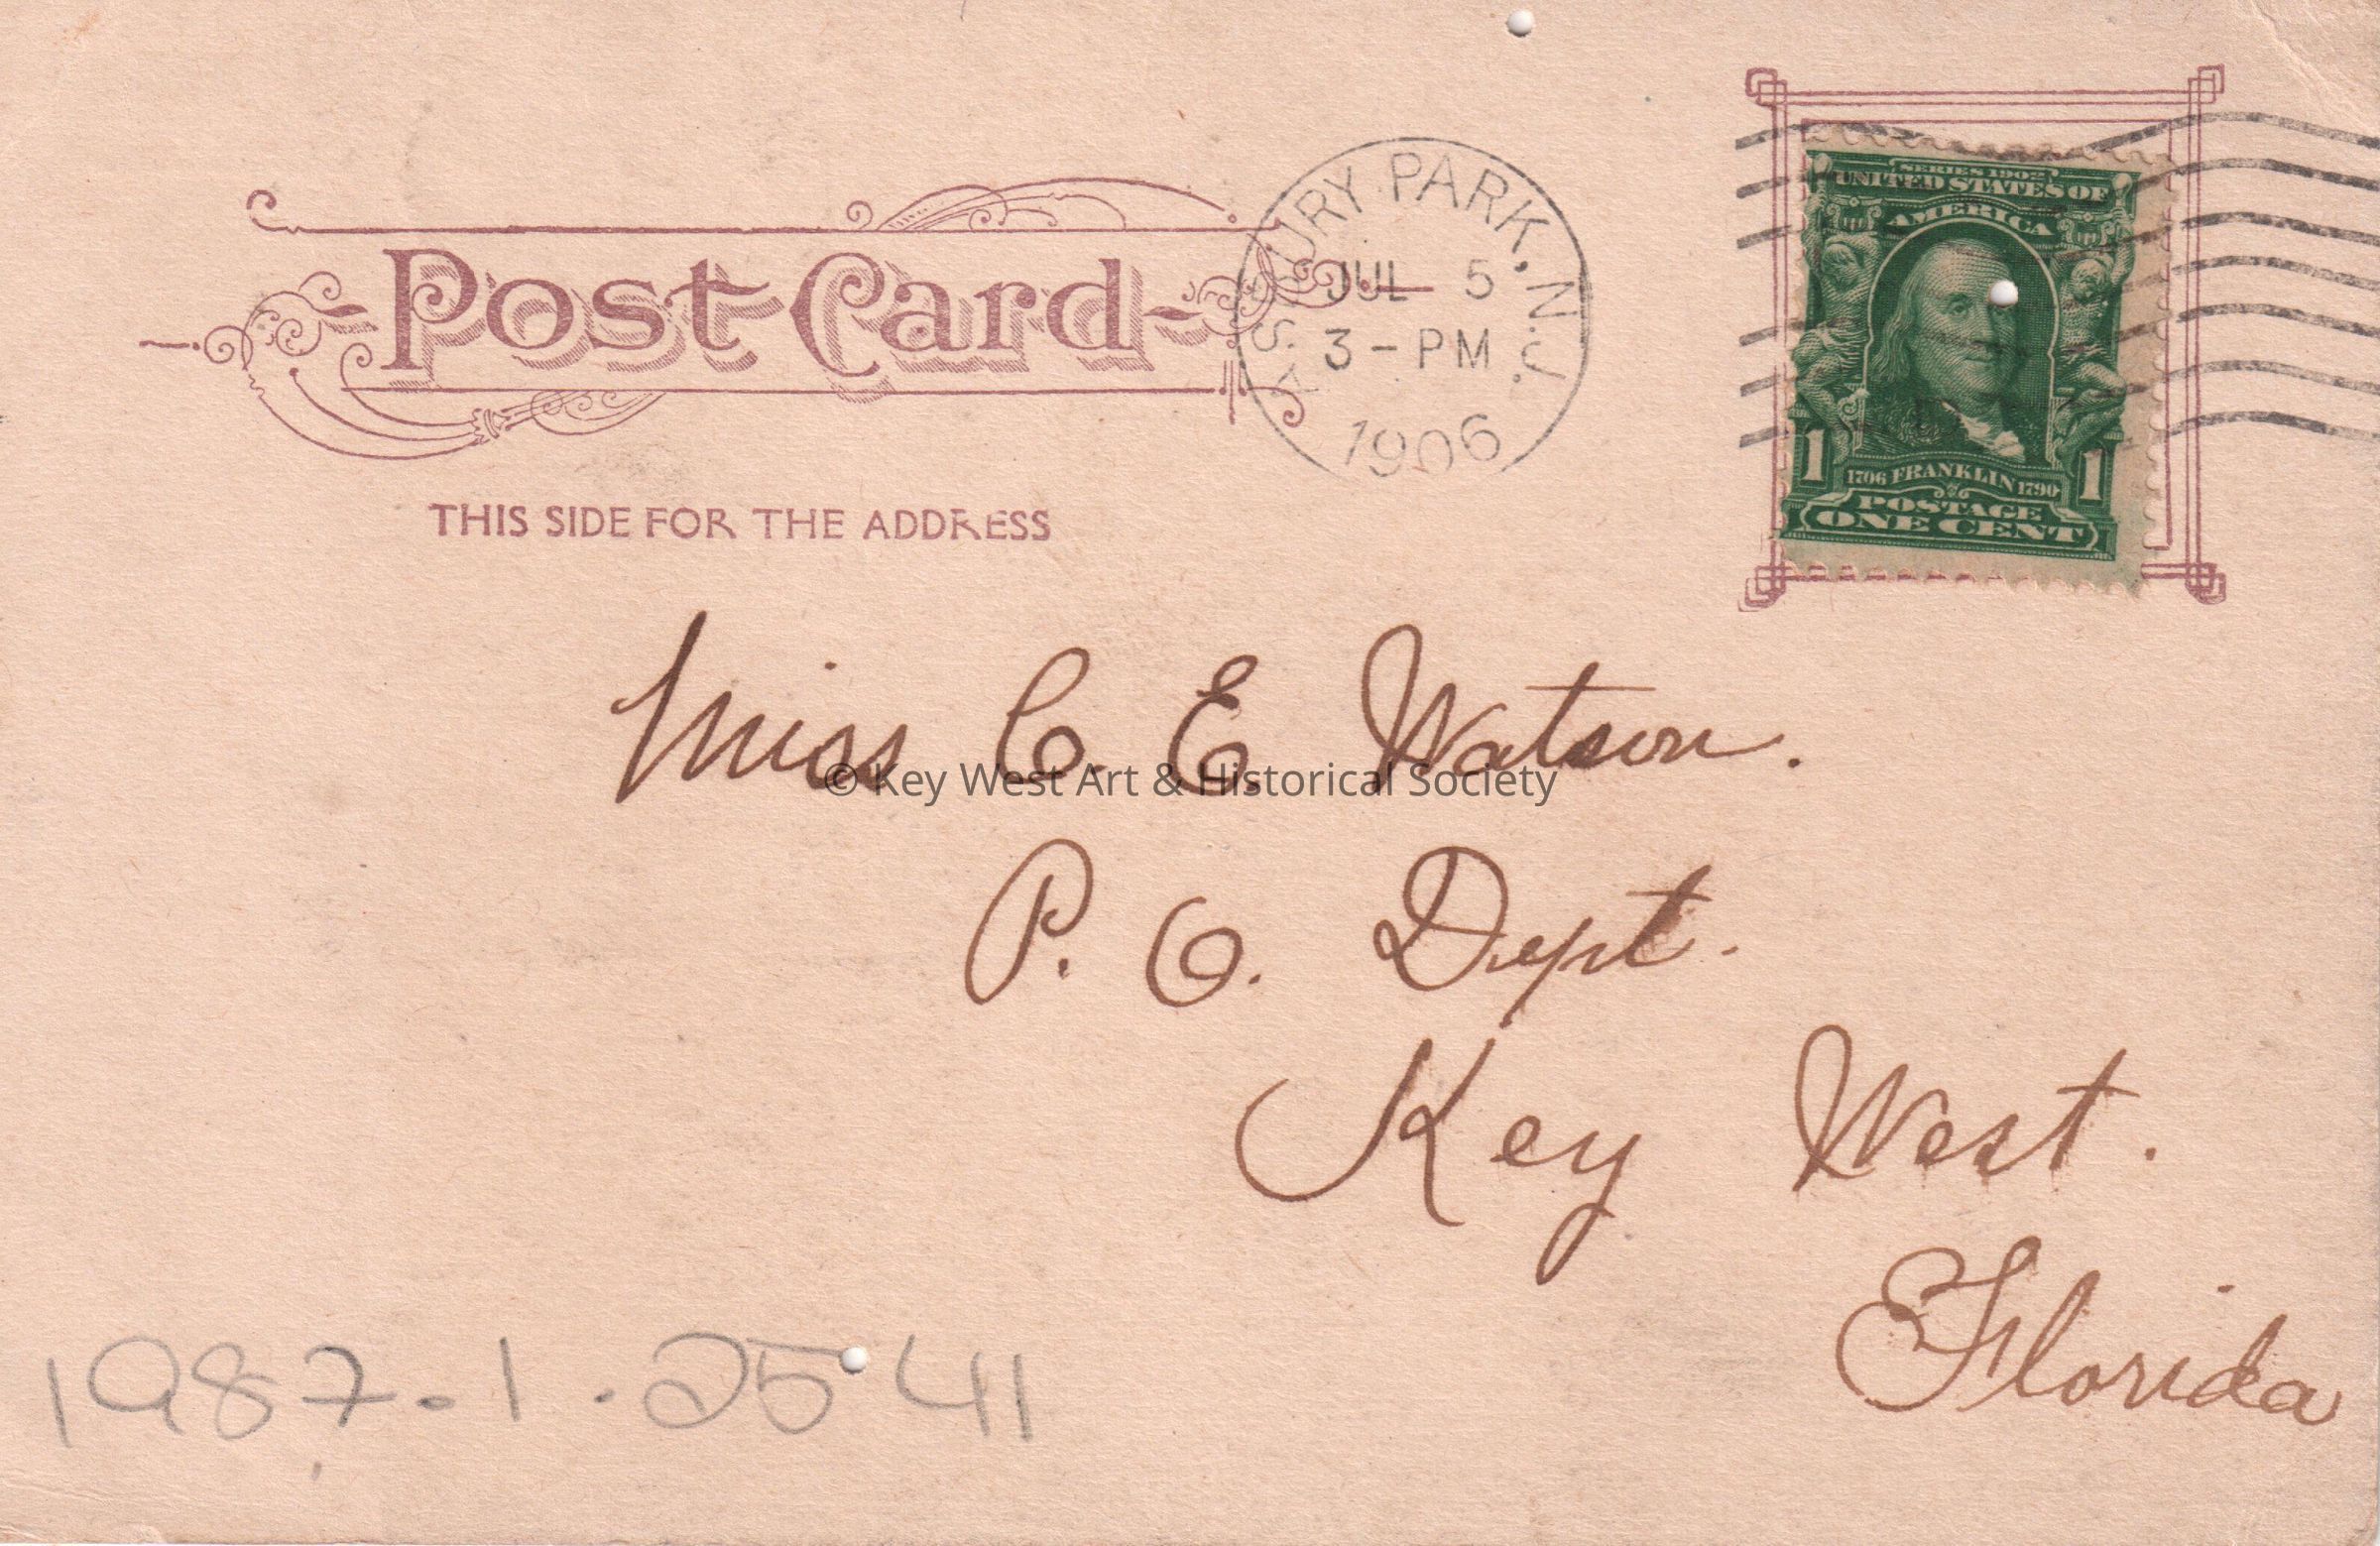 Post Card
THIS SIDE FOR THE ADDRESS
ASBURY PARK, N.J.
JUL 5
3-PM
1906
SERIES 1902
UNITED STATES OF
AMERICA
1 1
1706 FRANKLIN 1790
POSTAGE
ONE CENT
Miss C. E. Watson.
© Key West Art & Historical Society
P. O. Dept.
Key West.
Florida
1987.1.2541